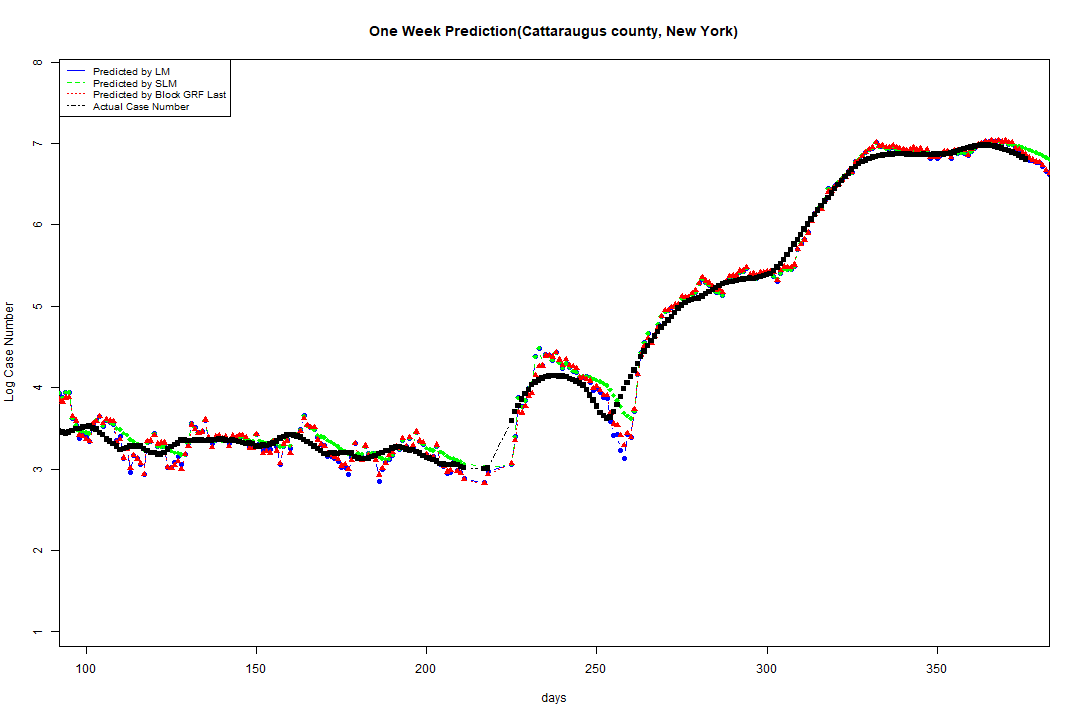 One Week Prediction(Cattaraugus county, New York)
Predicted by LM
Predicted by SLM
Predicted by Block GRF Last
Actual Case Number
Log Case Number
8
7
6
5
4
3
2
1
100 150 200 250 300 350
days